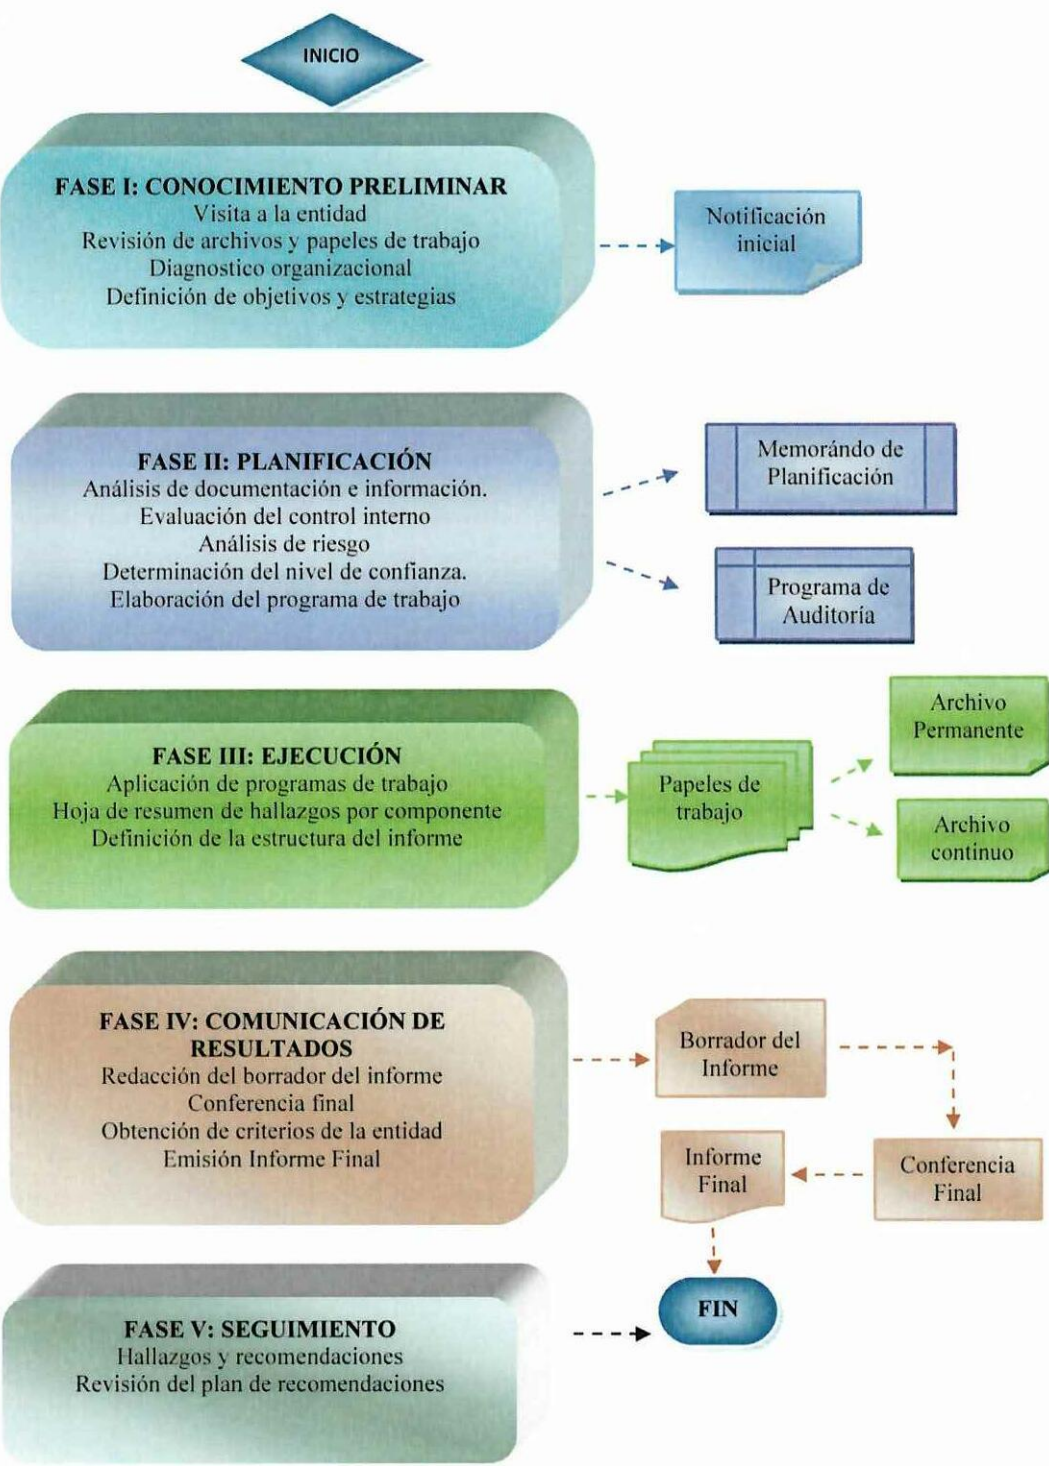 INICIO
FASE I: CONOCIMIENTO PRELIMINAR
Visita a la entidad
Revisión de archivos y papeles de trabajo
Diagnostico organizacional
Definición de objetivos y estrategias
Notificación
inicial
FASE II: PLANIFICACIÓN
Análisis de documentación e información.
Evaluación del control interno
Análisis de riesgo
Determinación del nivel de confianza.
Elaboración del programa de trabajo
Memorándo de
Planificación
Programa de
Auditoría
FASE III: EJECUCIÓN
Aplicación de programas de trabajo
Hoja de resumen de hallazgos por componente
Definición de la estructura del informe
Papeles de
trabajo
Archivo
Permanente
Archivo
continuo
FASE IV: COMUNICACIÓN DE
RESULTADOS
Redacción del borrador del informe
Conferencia final
Obtención de criterios de la entidad
Emisión Informe Final
Borrador del
Informe
Conferencia
Final
Informe
Final
FASE V: SEGUIMIENTO
Hallazgos y recomendaciones
Revisión del plan de recomendaciones
FIN